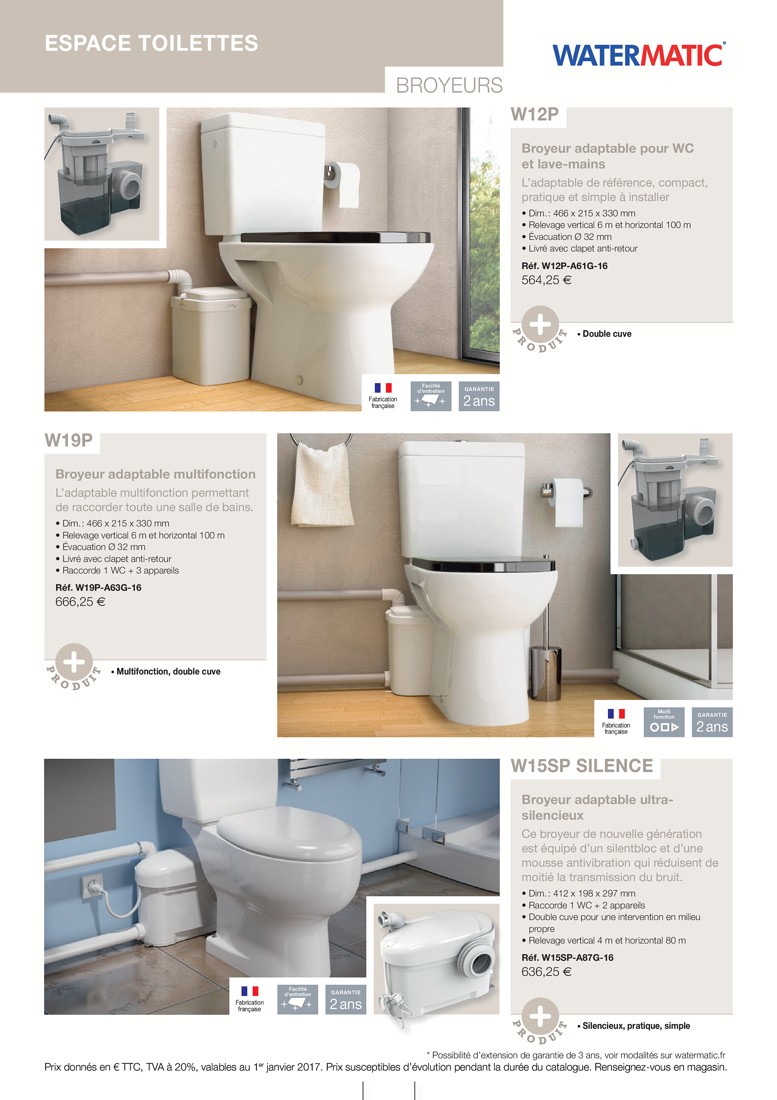 ESPACE TOILETTES
WATERMATIC
BROYEURS
W12P
Broyeur adaptable pour WC
et lave-mains
L'adaptable de référence, compact,
pratique et simple à installer
• Dim. : 466 x 215 x 330 mm
• Relevage vertical 6 m et horizontal 100 m
• Évacuation Ø 32 mm
• Livré avec clapet anti-retour
Réf. W12P-A61G-16
564,25 €
PRODUIT
• Double cuve
Fabrication
française
Facilité
d'entretien
GARANTIE
2 ans
W19P
Broyeur adaptable multifonction
L'adaptable multifonction permettant
de raccorder toute une salle de bains.
• Dim. : 466 x 215 x 330 mm
• Relevage vertical 6 m et horizontal 100 m
• Évacuation Ø 32 mm
• Livré avec clapet anti-retour
• Raccorde 1 WC + 3 appareils
Réf. W19P-A63G-16
666,25 €
PRODUIT
• Multifonction, double cuve
Fabrication
française
Multi
fonction
GARANTIE
2 ans
W15SP SILENCE
Broyeur adaptable ultra-
silencieux
Ce broyeur de nouvelle génération
est équipé d'un silentbloc et d'une
mousse antivibration qui réduisent de
moitié la transmission du bruit.
• Dim. : 412 x 198 x 297 mm
• Raccorde 1 WC + 2 appareils
• Double cuve pour une intervention en milieu
propre
• Relevage vertical 4 m et horizontal 80 m
Réf. W15SP-A87G-16
636,25 €
PRODUIT
• Silencieux, pratique, simple
Fabrication
française
Facilité
d'entretien
GARANTIE
2 ans
* Possibilité d'extension de garantie de 3 ans, voir modalités sur watermatic.fr
Prix donnés en € TTC, TVA à 20%, valables au 1er janvier 2017. Prix susceptibles d'évolution pendant la durée du catalogue. Renseignez-vous en magasin.